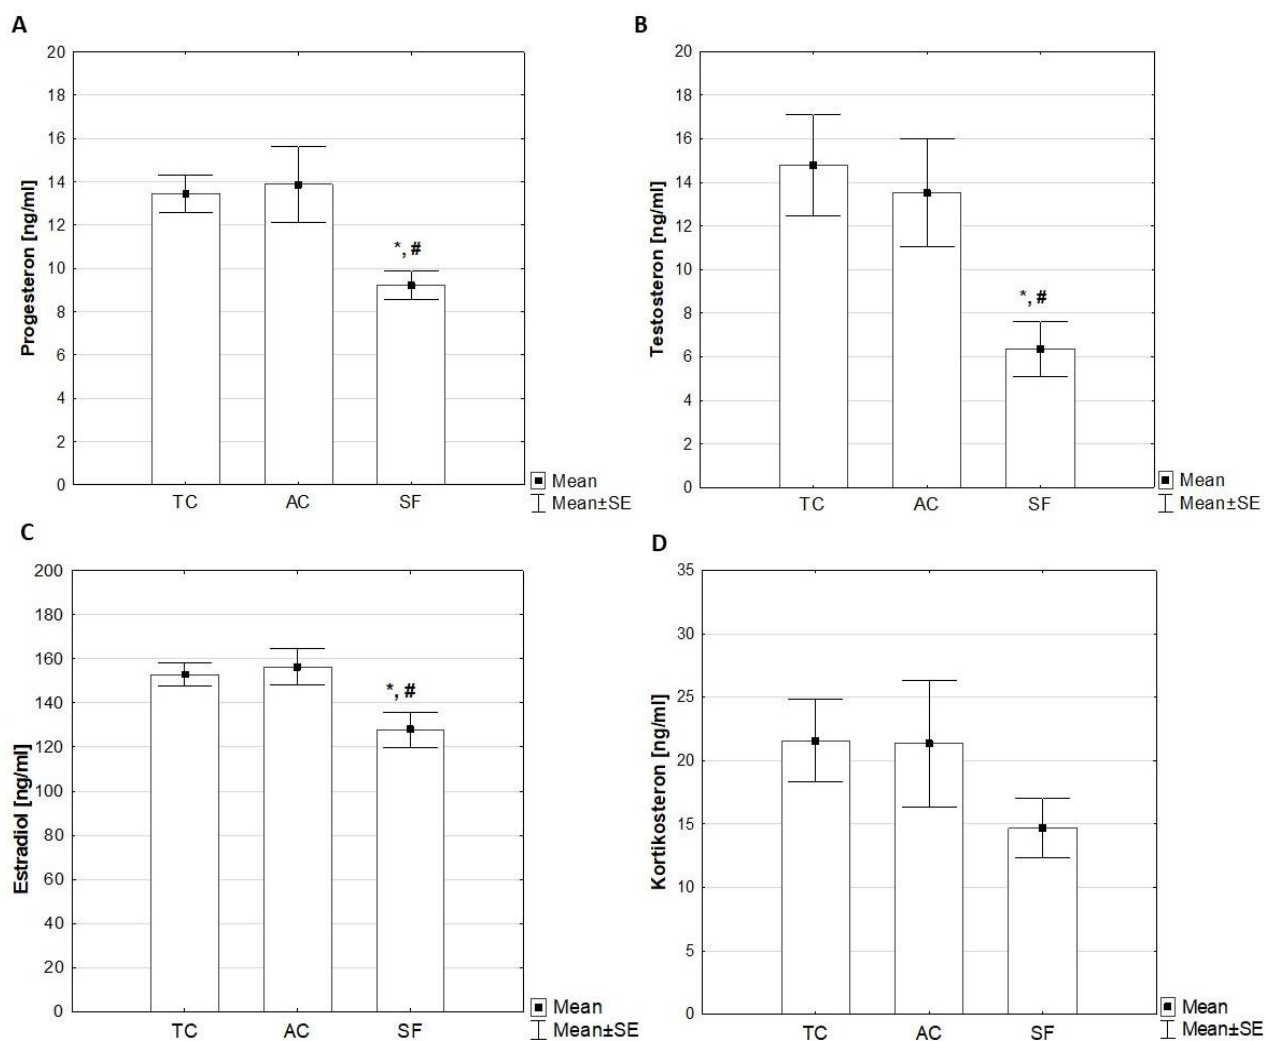 A
Progesteron [ng/ml]
20
18
16
14
12
10
8
6
4
2
0
*, #
TC AC SF
Mean
Mean±SE
B
Testosteron [ng/ml]
20
18
16
14
12
10
8
6
4
2
0
*, #
TC AC SF
Mean
Mean±SE
C
Estradiol [ng/ml]
200
180
160
140
120
100
80
60
40
20
0
*, #
TC AC SF
Mean
Mean±SE
D
Kortikosteron [ng/ml]
35
30
25
20
15
10
5
0
TC AC SF
Mean
Mean±SE